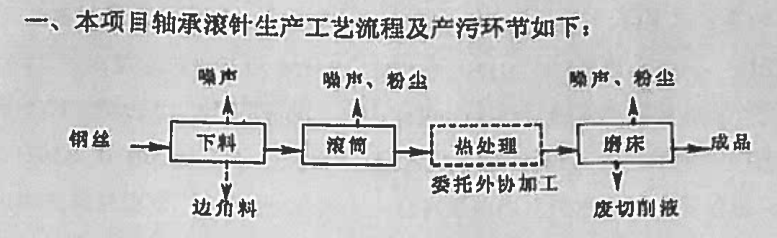 一、本项目轴承滚针生产工艺流程及产污环节如下：
噪声 噪声、粉尘 噪声、粉尘
钢丝 下料 滚筒 热处理 磨床 成品
委托外协加工
边角料 废切削液